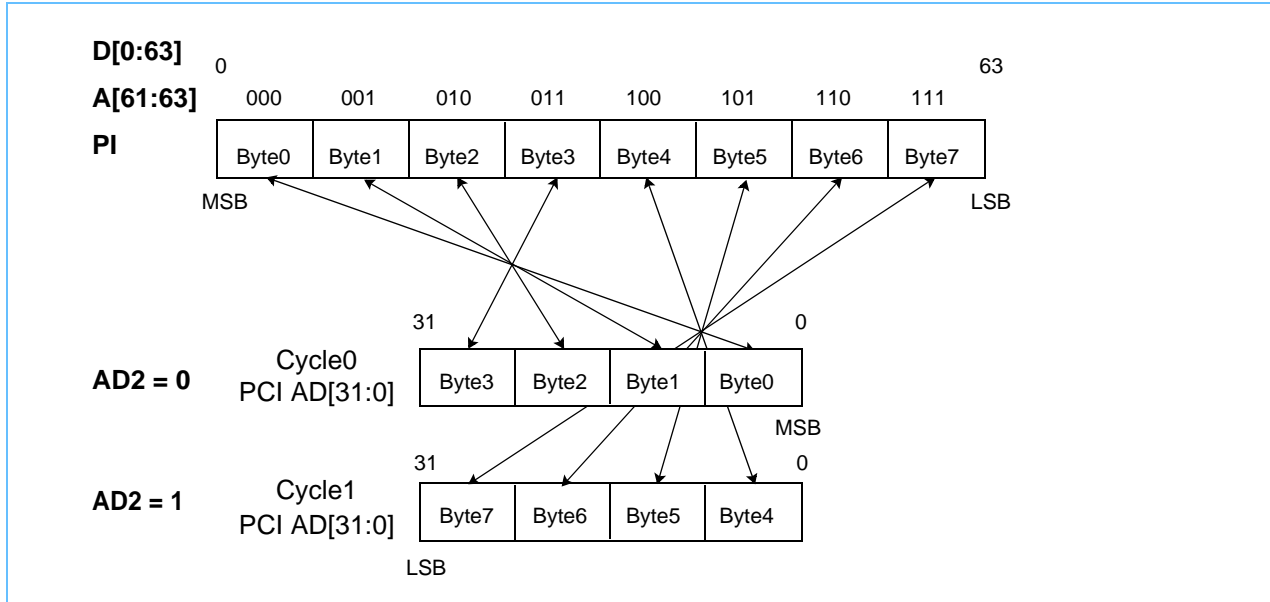 D[0:63]
0 63
A[61:63] 000 001 010 011 100 101 110 111
PI Byte0 Byte1 Byte2 Byte3 Byte4 Byte5 Byte6 Byte7
MSB LSB
31 0
AD2 = 0 Cycle0 PCI AD[31:0] Byte3 Byte2 Byte1 Byte0
MSB
31 0
AD2 = 1 Cycle1 PCI AD[31:0] Byte7 Byte6 Byte5 Byte4
LSB